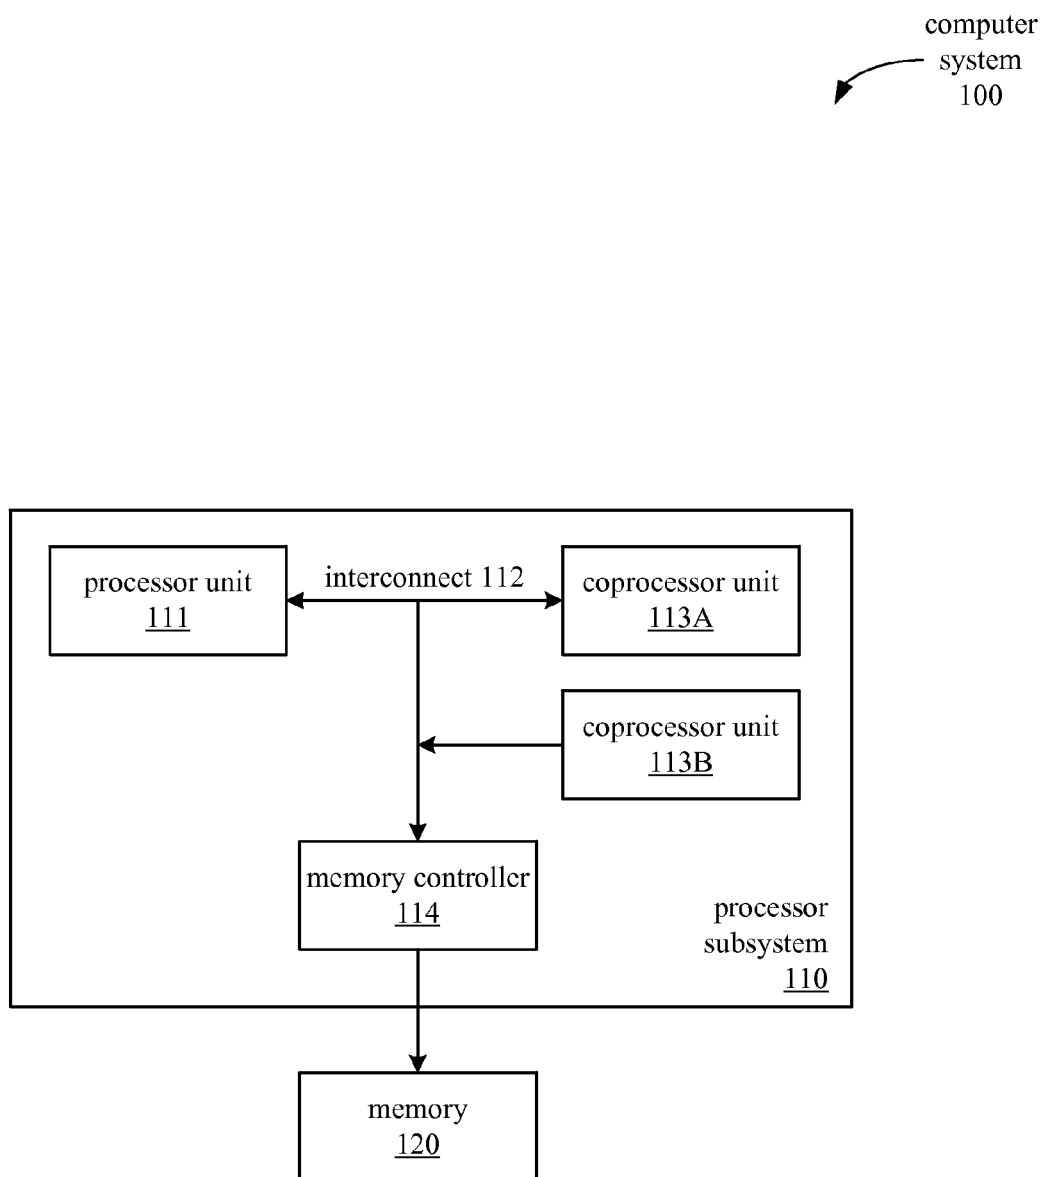 computer
system
100
processor unit
111
interconnect 112
coprocessor unit
113A
coprocessor unit
113B
memory controller
114
processor
subsystem
110
memory
120